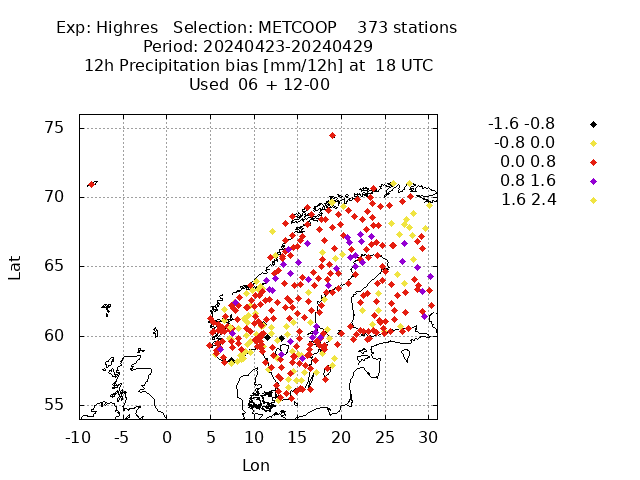 Exp: Highres   Selection: METCOOP    373 stations
Period: 20240423-20240429
12h Precipitation bias [mm/12h] at  18 UTC
Used  06 + 12-00
-1.6 -0.8
-0.8 0.0
0.0 0.8
0.8 1.6
1.6 2.4
75
70
65
60
55
Lat
-10 -5 0 5 10 15 20 25 30
Lon